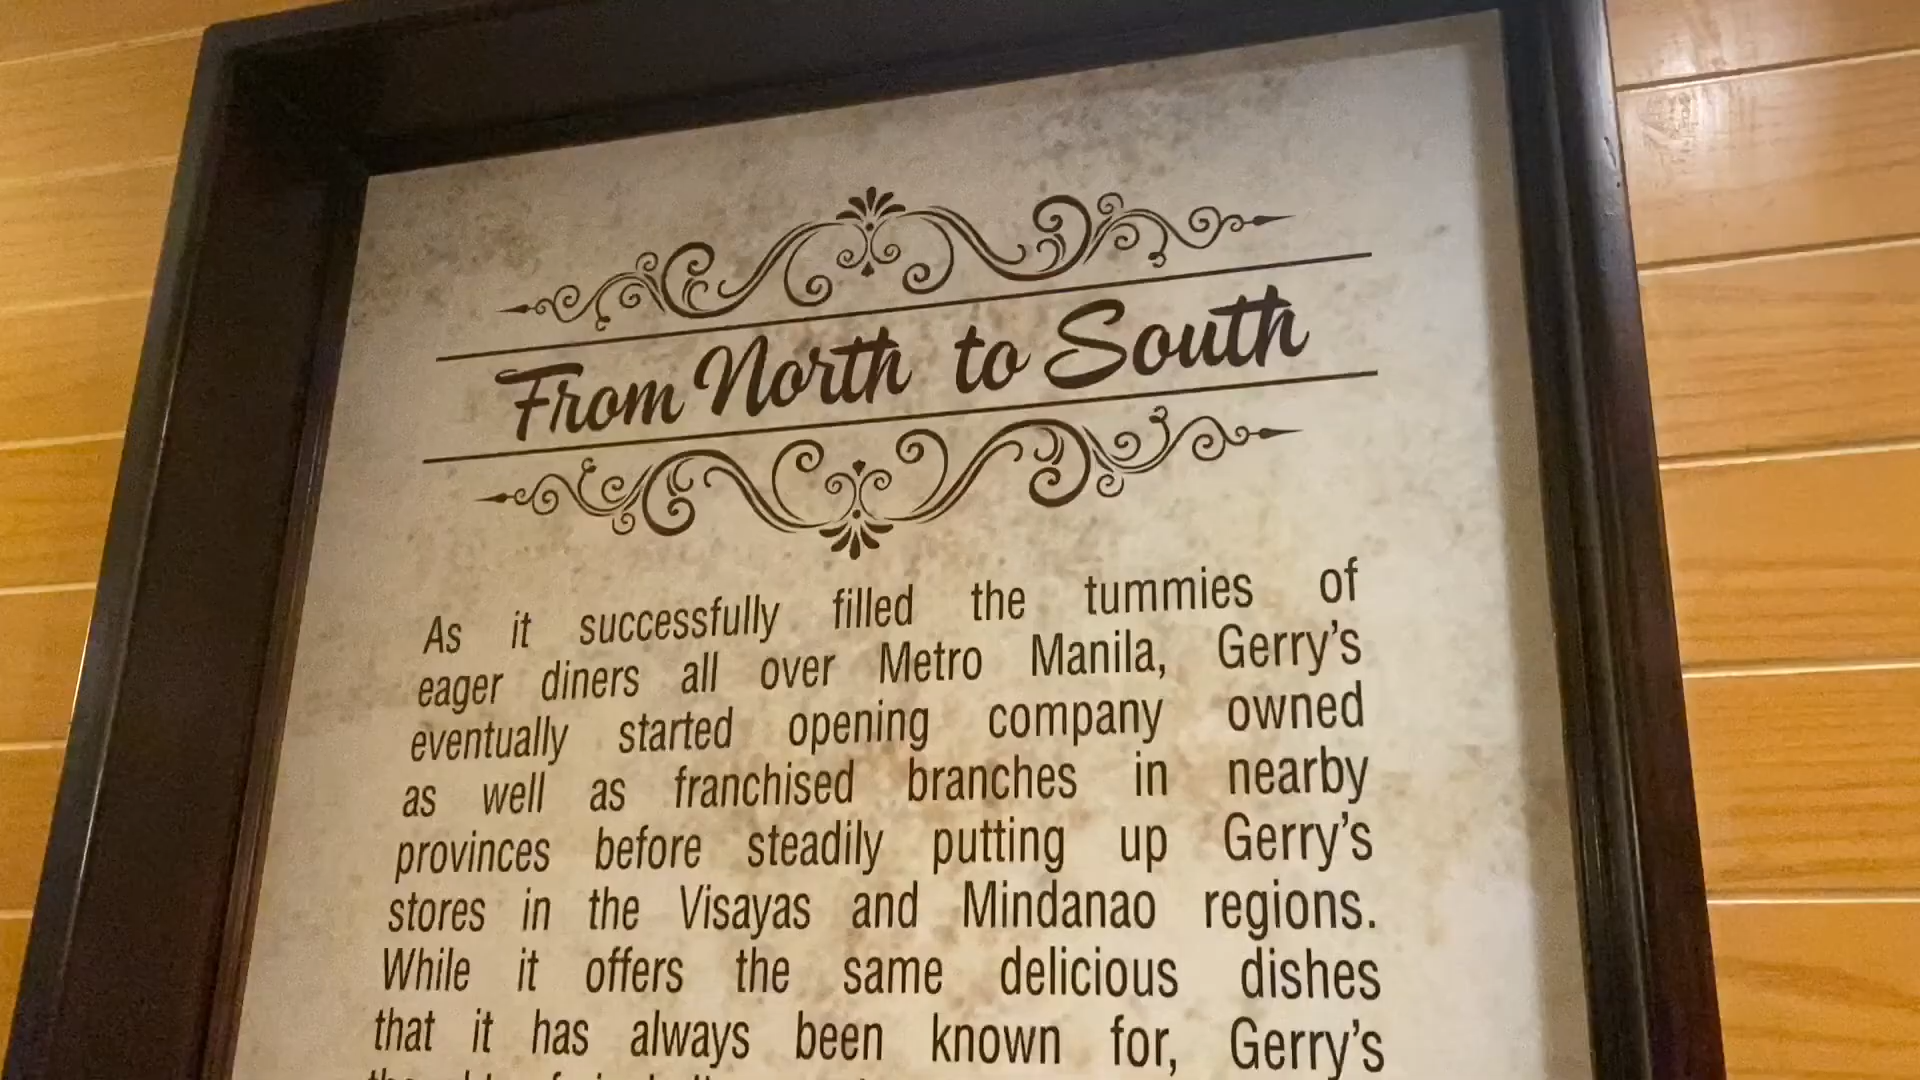 From North to South
As it successfully filled the tummies of
eager diners all over Metro Manila, Gerry's
eventually started opening company owned
as well as franchised branches in nearby
provinces before steadily putting up Gerry's
stores in the Visayas and Mindanao regions.
While it offers the same delicious dishes
that it has always been known for, Gerry's